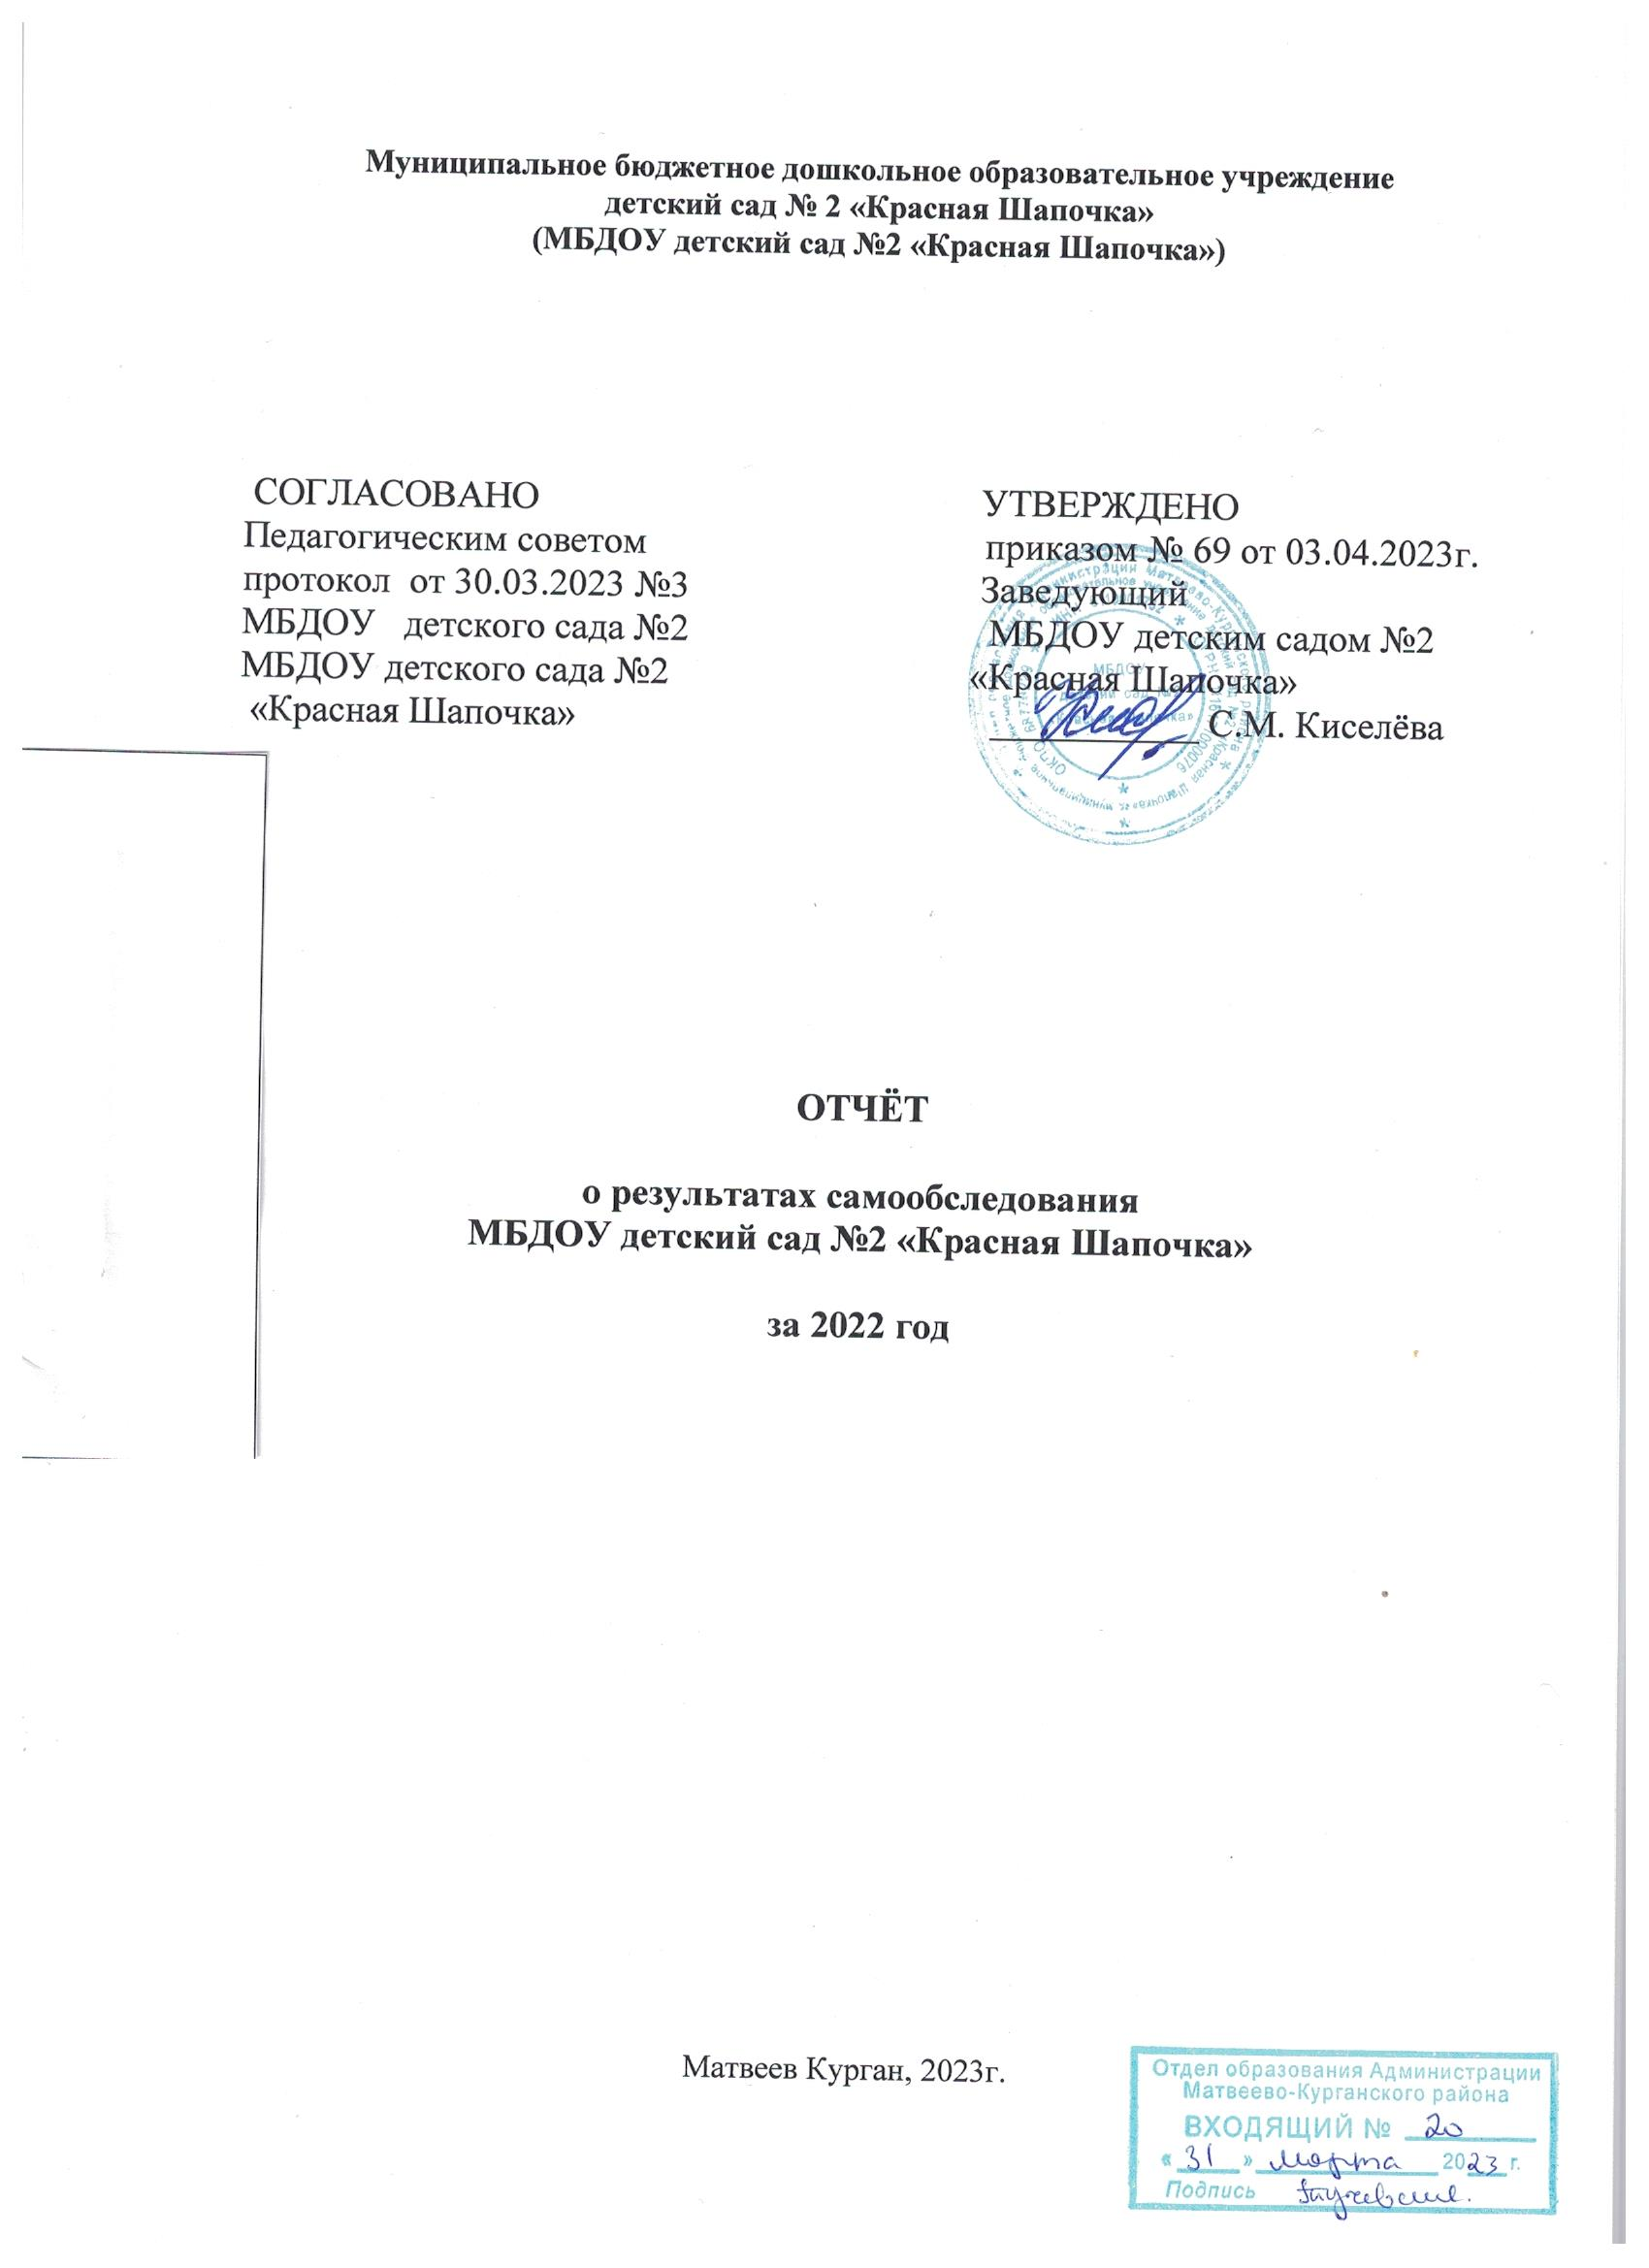 Муниципальное бюджетное дошкольное образовательное учреждение
детский сад № 2 «Красная Шапочка»
(МБДОУ детский сад №2 «Красная Шапочка»)
СОГЛАСОВАНО
Педагогическим советом
протокол от 30.03.2023 №3
МБДОУ детского сада №2
МБДОУ детского сада №2
«Красная Шапочка»
УТВЕРЖДЕНО
приказом № 69 от 03.04.2023г.
Заведующий
МБДОУ детским садом №2
«Красная Шапочка»
С.М. Киселёва
МБДОУ
ОТЧЁТ
о результатах самообследования
МБДОУ детский сад №2 «Красная Шапочка»
за 2022 год
Матвеев Курган, 2023г.
Отдел образования Администрации
Матвеево-Курганского района
ВХОДЯЩИЙ № 20
« 31 » марта 2023 г.
Подпись